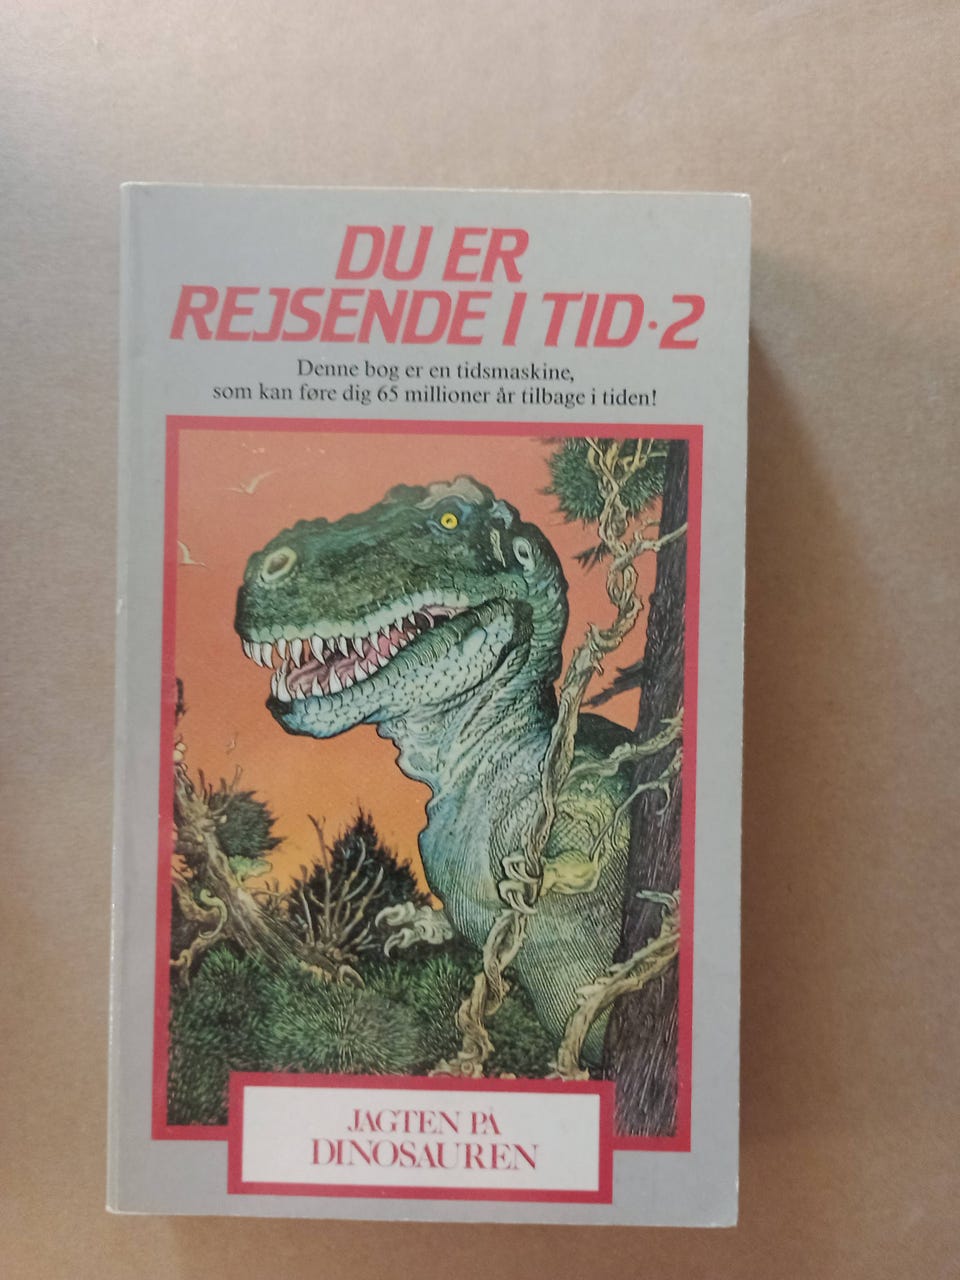 DU ER
REJSENDE I TID·2
Denne bog er en tidsmaskine,
som kan føre dig 65 millioner år tilbage i tiden!
JAGTEN PÅ
DINOSAUREN